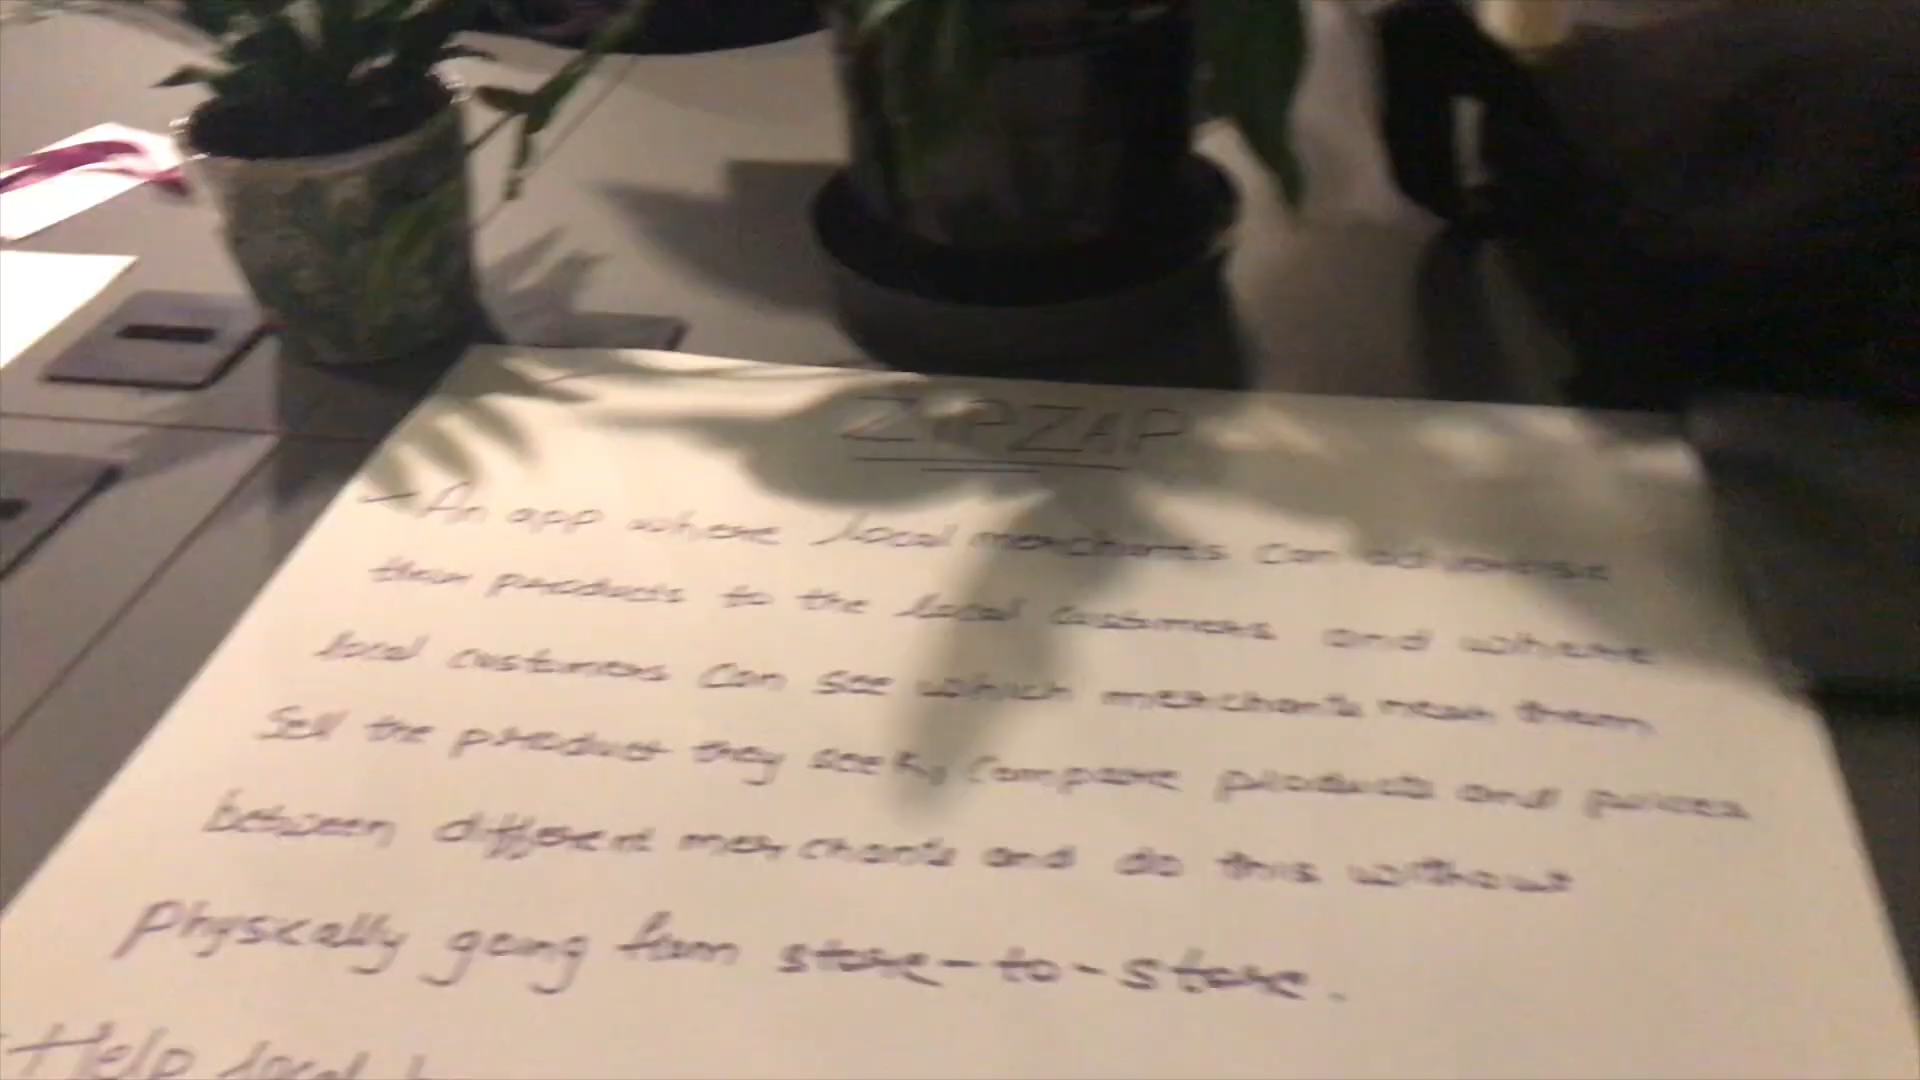 ZIPZAP
- An app where local merchants can advertise
their products to the local customers and where
local customers can see which merchants near them,
Sell the product they seek, compare products and prices
between different merchants and do this without
physically going from store-to-store.
- Help local